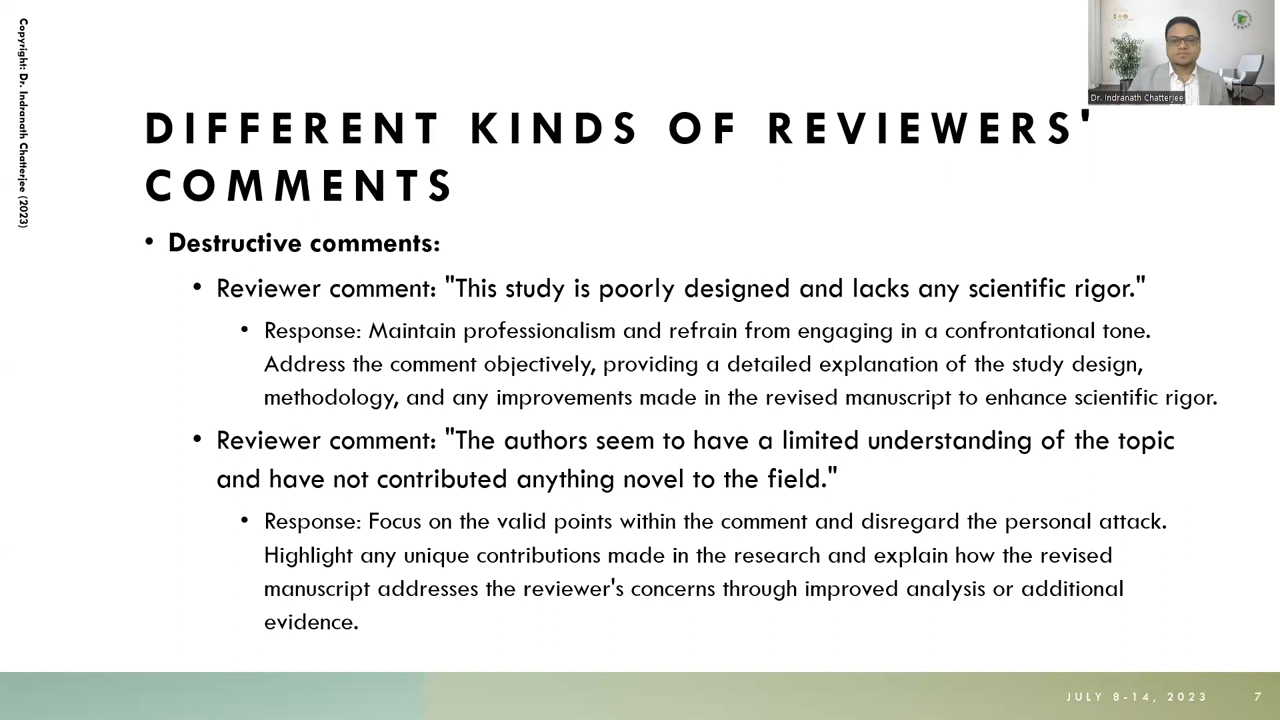 Copyright: Dr. Indranath Chatterjee (2023)
Dr. Indranath Chatterjee
DIFFERENT KINDS OF REVIEWERS'
COMMENTS
• Destructive comments:
• Reviewer comment: "This study is poorly designed and lacks any scientific rigor."
• Response: Maintain professionalism and refrain from engaging in a confrontational tone.
Address the comment objectively, providing a detailed explanation of the study design,
methodology, and any improvements made in the revised manuscript to enhance scientific rigor.
• Reviewer comment: "The authors seem to have a limited understanding of the topic
and have not contributed anything novel to the field."
• Response: Focus on the valid points within the comment and disregard the personal attack.
Highlight any unique contributions made in the research and explain how the revised
manuscript addresses the reviewer's concerns through improved analysis or additional
evidence.
JULY 8-14, 2023
7